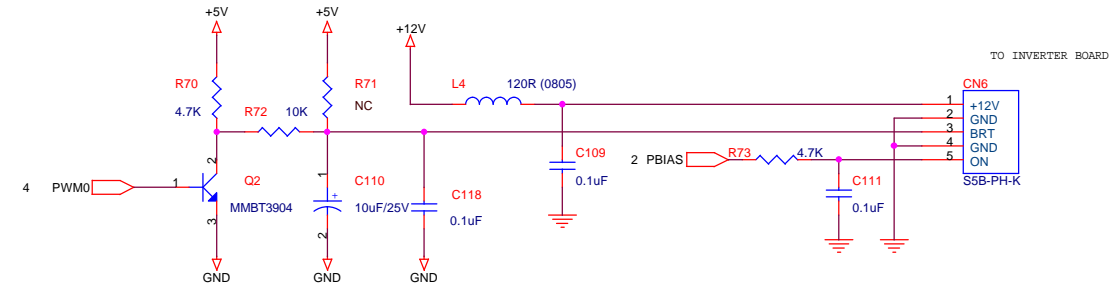 +5V
+5V
+12V
TO INVERTER BOARD
R70
4.7K
R72
10K
R71
NC
L4
120R (0805)
CN6
1
+12V
2
GND
3
BRT
4
GND
5
ON
S5B-PH-K
C109
0.1uF
2 PBIAS
R73
4.7K
C111
0.1uF
4 PWM0
1
2
3
Q2
MMBT3904
1
2
C110
+
10uF/25V
C118
0.1uF
GND
GND